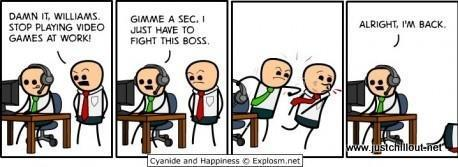 DAMN IT, WILLIAMS.
STOP PLAYING VIDEO
GAMES AT WORK!
GIMME A SEC, I
JUST HAVE TO
FIGHT THIS BOSS.
ALRIGHT, I'M BACK.
www.justchillout.net
Cyanide and Happiness © Explosm.net